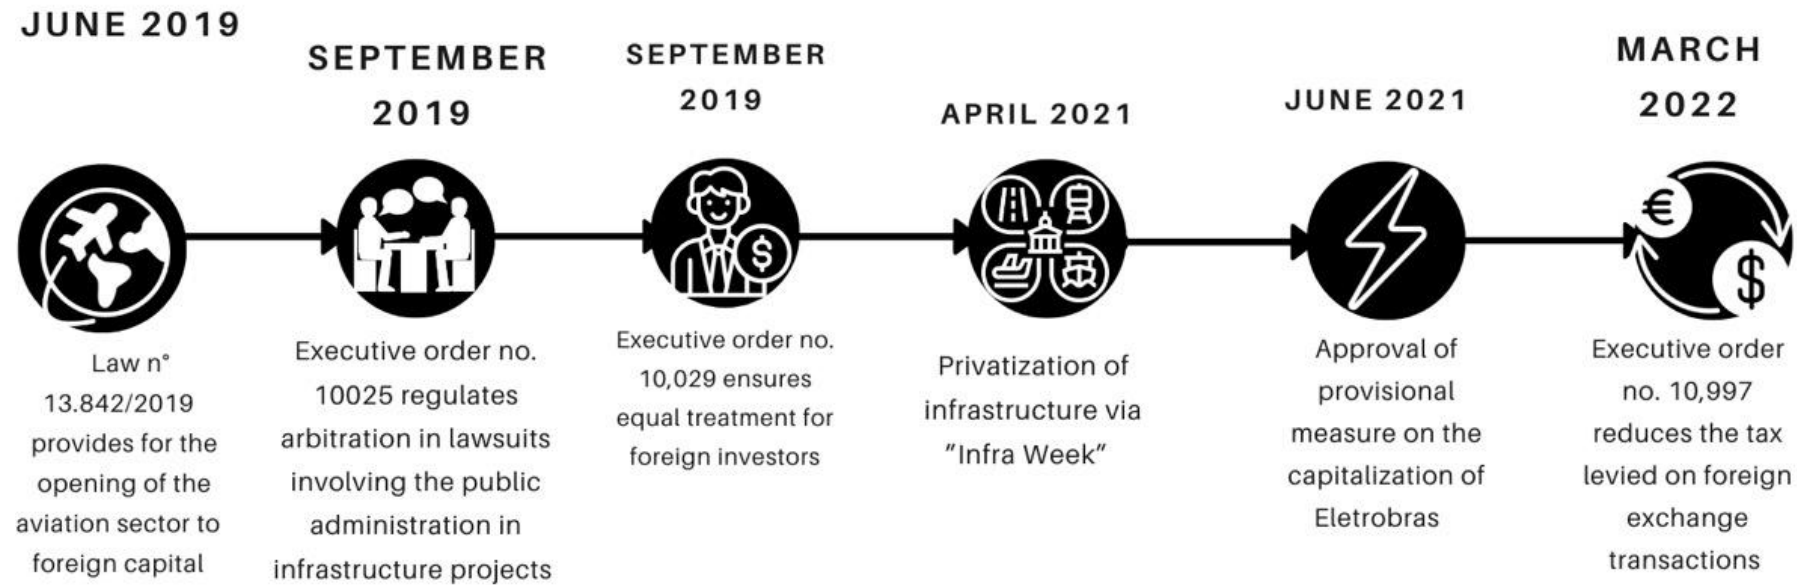 JUNE 2019
Law n°
13.842/2019
provides for the
opening of the
aviation sector to
foreign capital
SEPTEMBER
2019
Executive order no.
10025 regulates
arbitration in lawsuits
involving the public
administration in
infrastructure projects
SEPTEMBER
2019
$
Executive order no.
10,029 ensures
equal treatment for
foreign investors
APRIL 2021
Privatization of
infrastructure via
"Infra Week"
JUNE 2021
Approval of
provisional
measure on the
capitalization of
Eletrobras
MARCH
2022
€
$
Executive order
no. 10,997
reduces the tax
levied on foreign
exchange
transactions